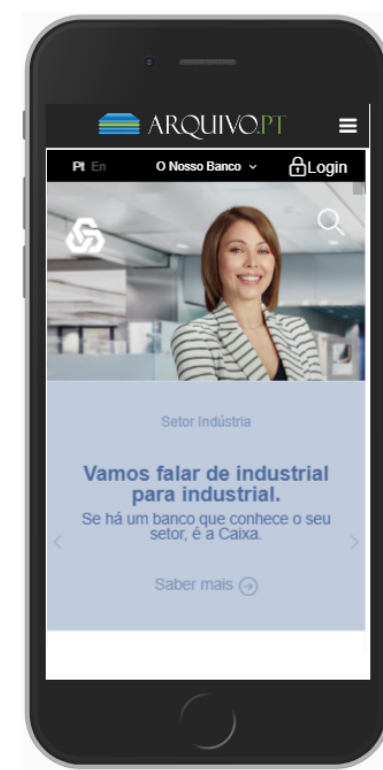 ARQUIVO.PT
Pt En O Nosso Banco Login
Setor Indústria
Vamos falar de industrial
para industrial.
Se há um banco que conhece o seu
setor, é a Caixa.
Saber mais